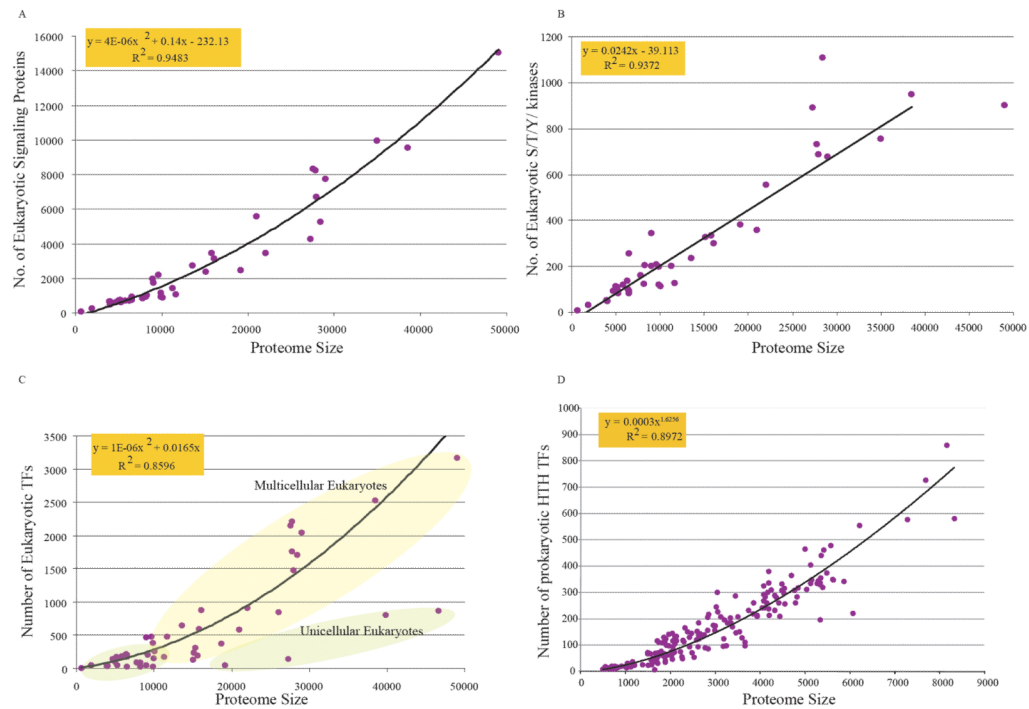 A
y = 4E-06x 2 + 0.14x - 232.13
R2 = 0.9483
No. of Eukaryotic Signaling Proteins
16000
14000
12000
10000
8000
6000
4000
2000
0
0 10000 20000 30000 40000 50000
Proteome Size
B
y = 0.0242x - 39.113
R2 = 0.9372
No. of Eukaryotic S/T/Y/ kinases
1200
1000
800
600
400
200
0
0 5000 10000 15000 20000 25000 30000 35000 40000 45000 50000
Proteome Size
C
y = 1E-06x 2 + 0.0165x
R2 = 0.8596
Number of Eukaryotic TFs
3500
3000
2500
2000
1500
1000
500
0
Multicellular Eukaryotes
Unicellular Eukaryotes
0 10000 20000 30000 40000 50000
Proteome Size
D
y = 0.0003x1.6256
R2 = 0.8972
Number of prokaryotic HTH TFs
1000
900
800
700
600
500
400
300
200
100
0
0 1000 2000 3000 4000 5000 6000 7000 8000 9000
Proteome Size